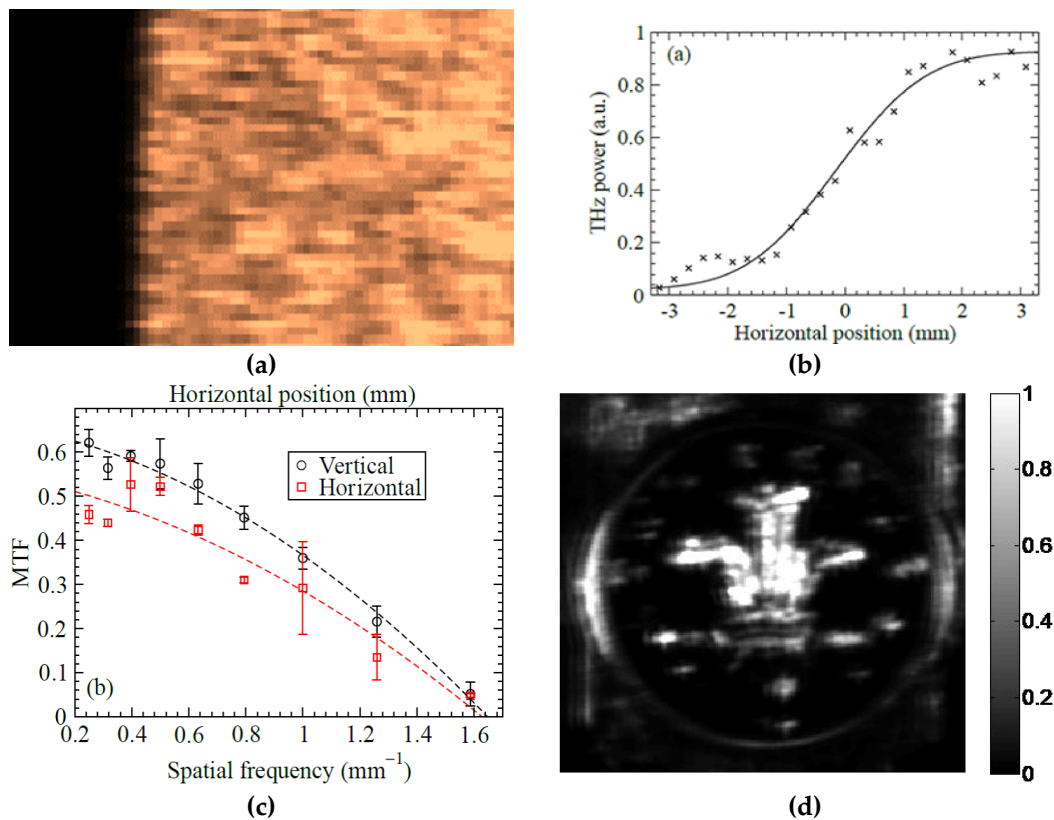 (a)
1
0.8
0.6
0.4
0.2
0
THz power (a.u.)
-3 -2 -1 0 1 2 3
Horizontal position (mm)
(a)
(b)
Horizontal position (mm)
0.6
0.5
0.4
0.3
0.2
0.1
0
MTF
Vertical
Horizontal
(b)
0.2 0.4 0.6 0.8 1 1.2 1.4 1.6
Spatial frequency (mm⁻¹)
(c)
1
0.8
0.6
0.4
0.2
0
(d)